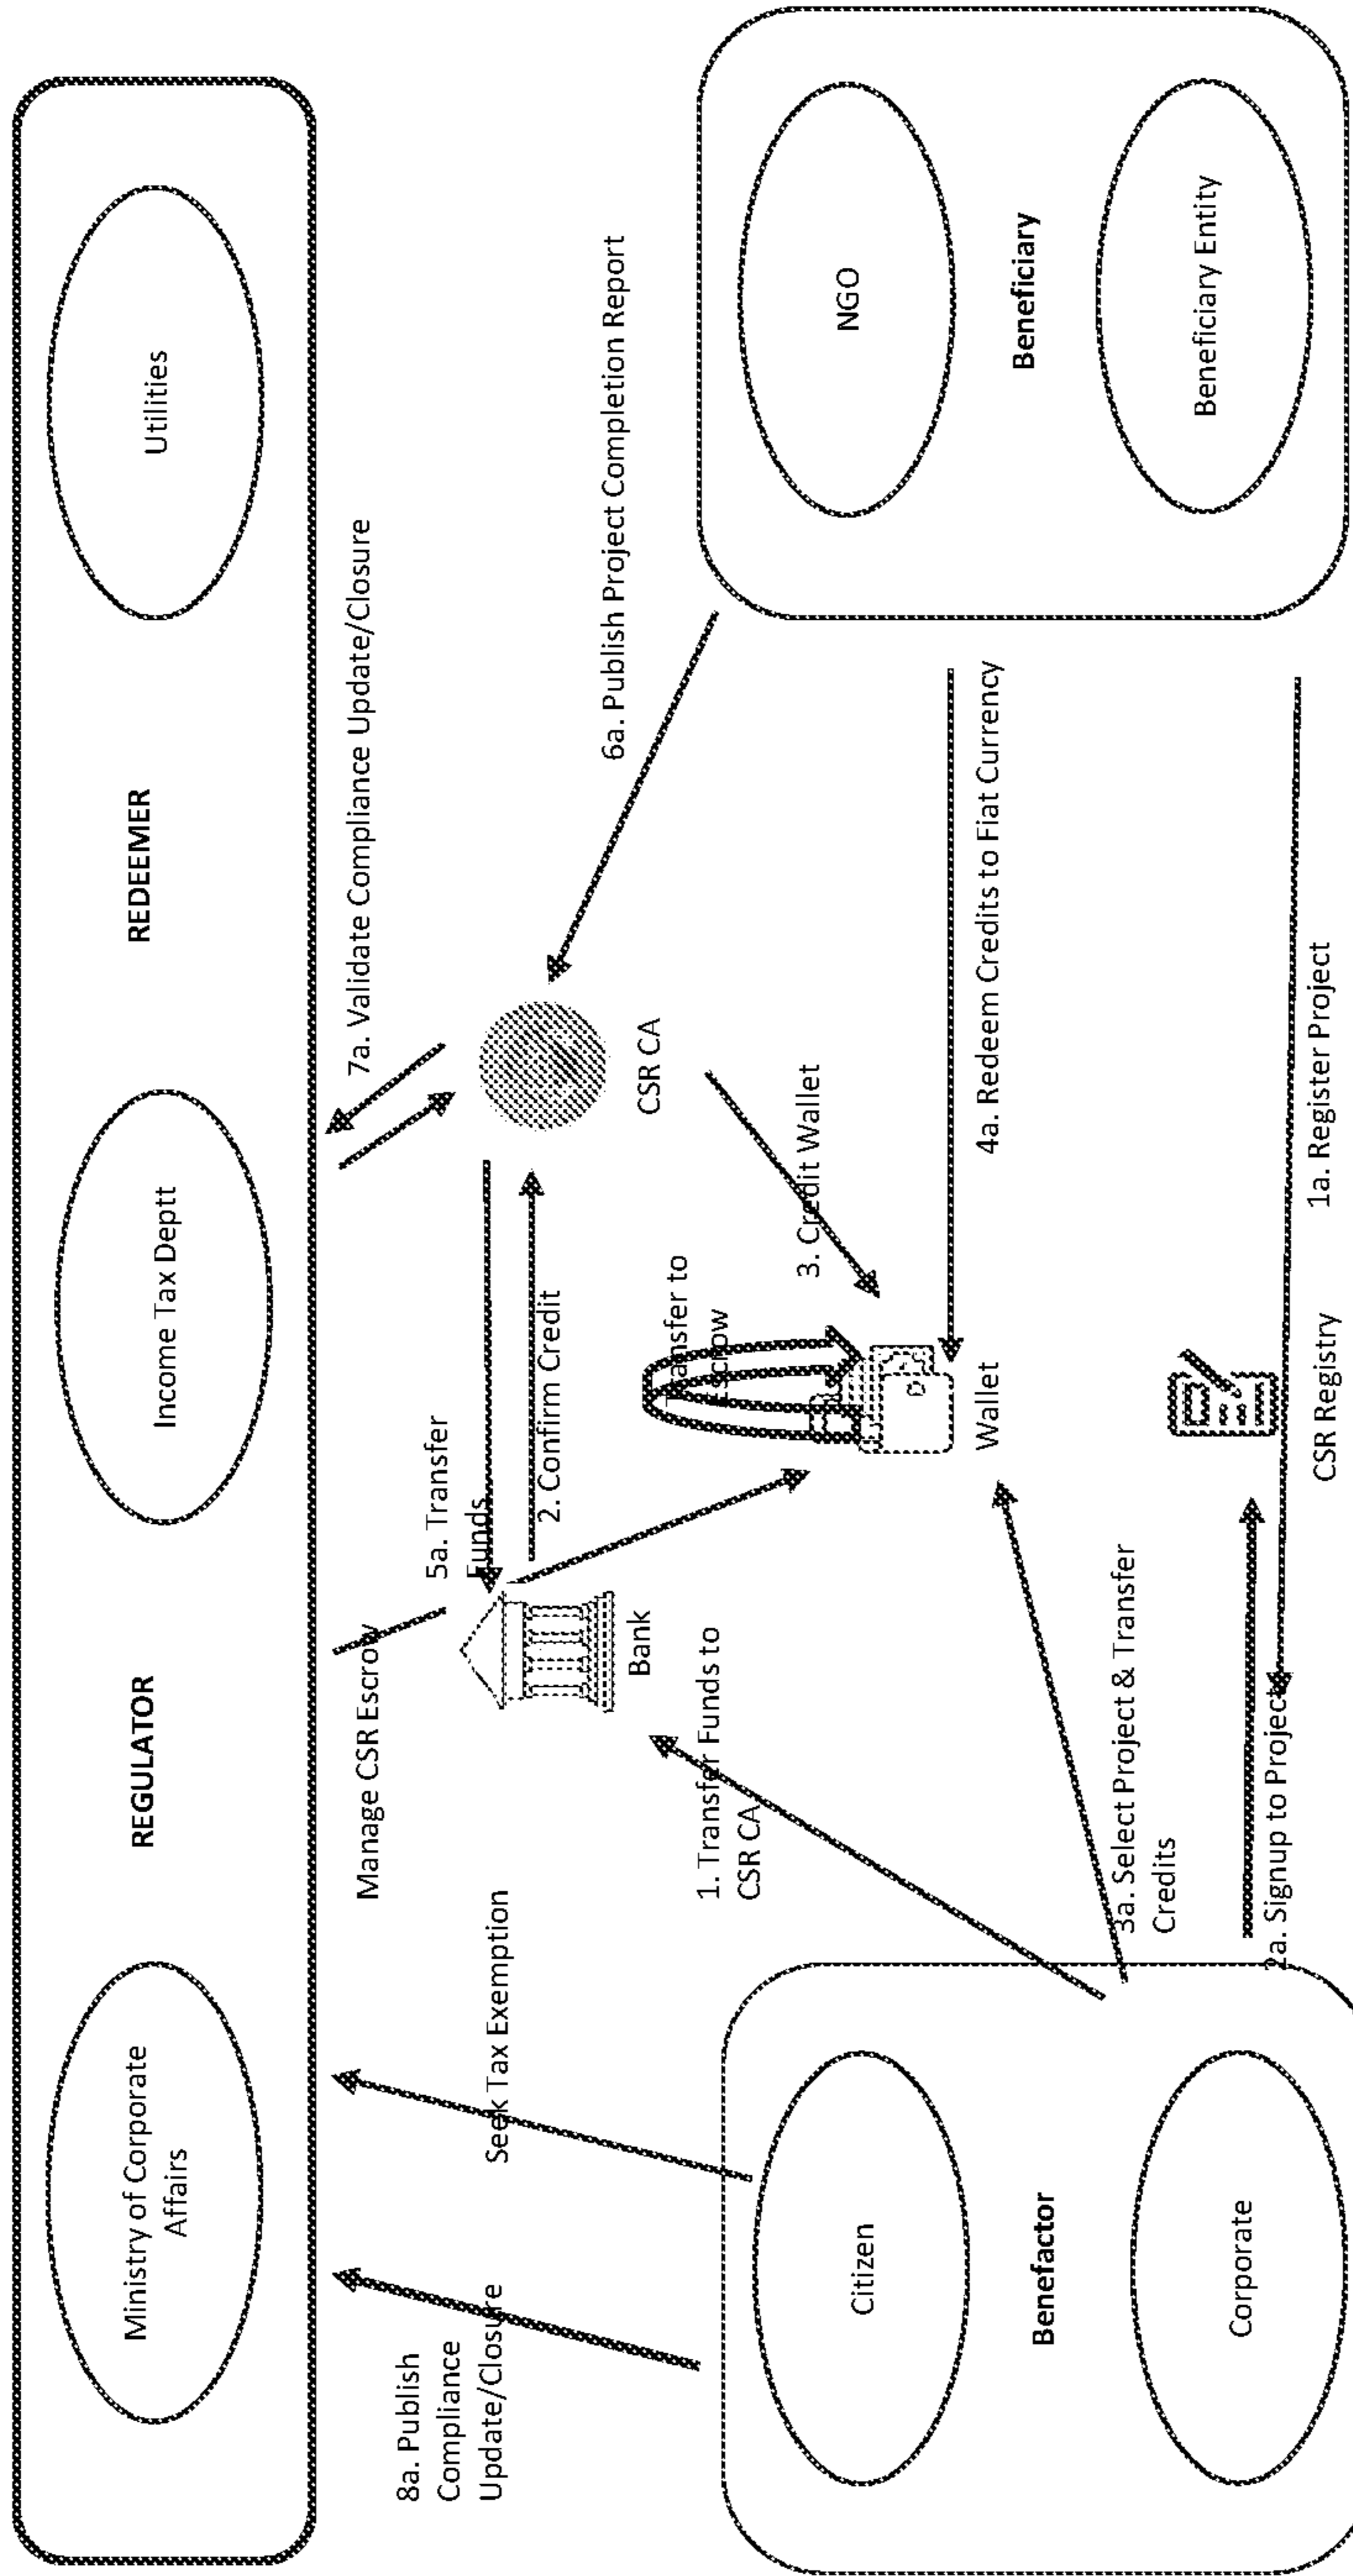 Ministry of Corporate
Affairs
REGULATOR
Income Tax Deptt
REDEEMER
Utilities
8a. Publish
Compliance
Update/Closure
Seek Tax Exemption
Manage CSR Escrow
7a. Validate Compliance Update/Closure
5a. Transfer
Funds
2. Confirm Credit
Bank
CSR CA
6a. Publish Project Completion Report
1. Transfer Funds to
CSR CA
Transfer to
Escrow
3. Credit Wallet
Wallet
4a. Redeem Credits to Fiat Currency
3a. Select Project & Transfer
Credits
2a. Signup to Project
CSR Registry
1a. Register Project
Citizen
Benefactor
Corporate
NGO
Beneficiary
Beneficiary Entity